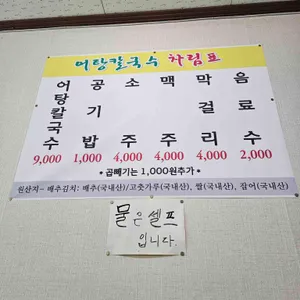 어탕칼국수 차림표
어탕칼국수 공기밥 소주 맥주 막걸리 음료수
9,000 1,000 4,000 4,000 4,000 2,000
• 곱빼기는 1,000원추가 •
원산지- 배추김치: 배추(국내산)/고춧가루(국내산), 쌀(국내산), 잡어(국내산)
물은 셀프
입니다.